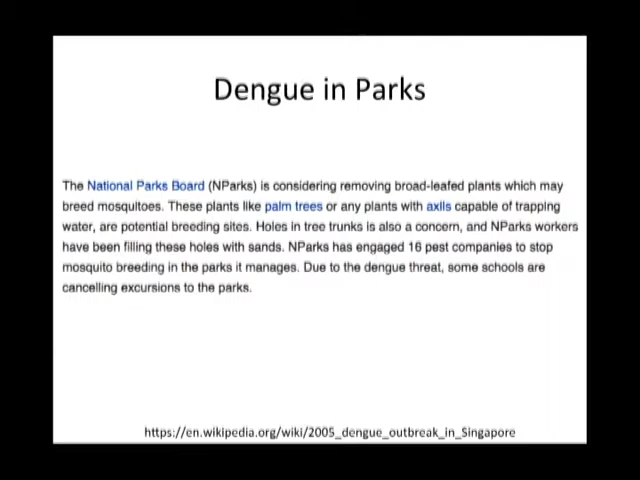 Dengue in Parks
The National Parks Board (NParks) is considering removing broad-leafed plants which may
breed mosquitoes. These plants like palm trees or any plants with axils capable of trapping
water, are potential breeding sites. Holes in tree trunks is also a concern, and NParks workers
have been filling these holes with sands. NParks has engaged 16 pest companies to stop
mosquito breeding in the parks it manages. Due to the dengue threat, some schools are
cancelling excursions to the parks.
https://en.wikipedia.org/wiki/2005_dengue_outbreak_in_Singapore